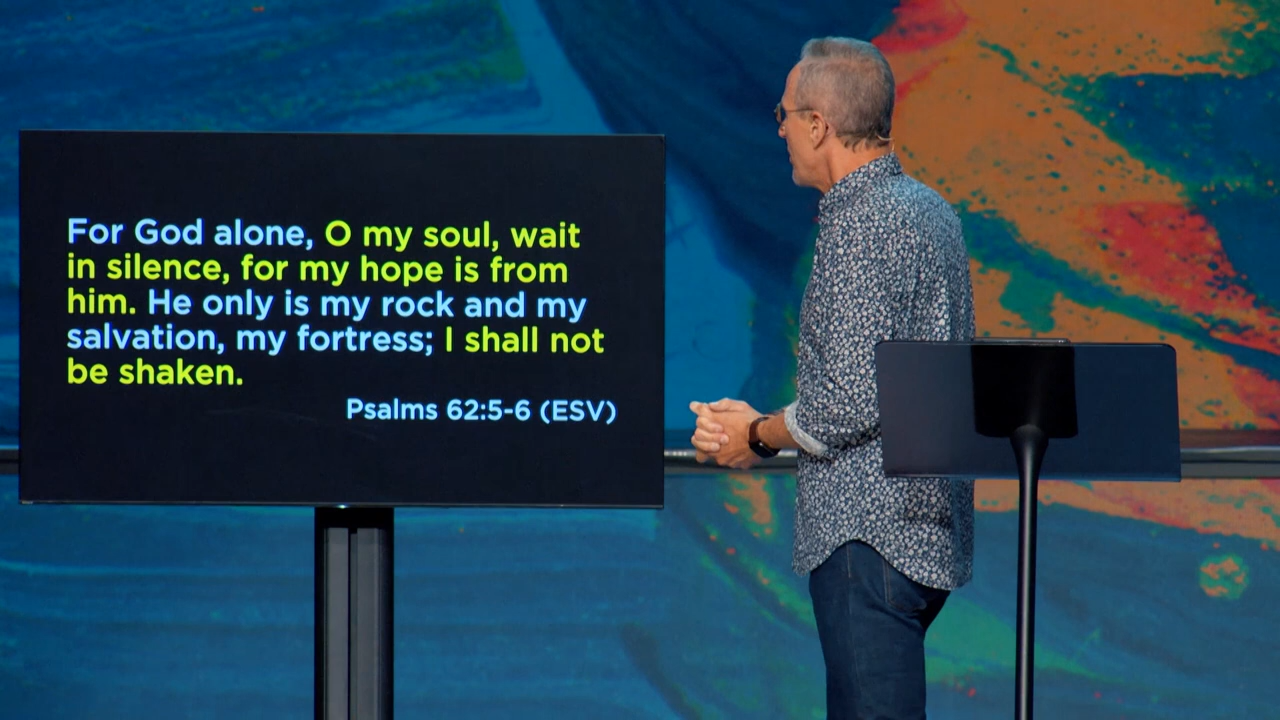 For God alone, O my soul, wait
in silence, for my hope is from
him. He only is my rock and my
salvation, my fortress; I shall not
be shaken.
Psalms 62:5-6 (ESV)